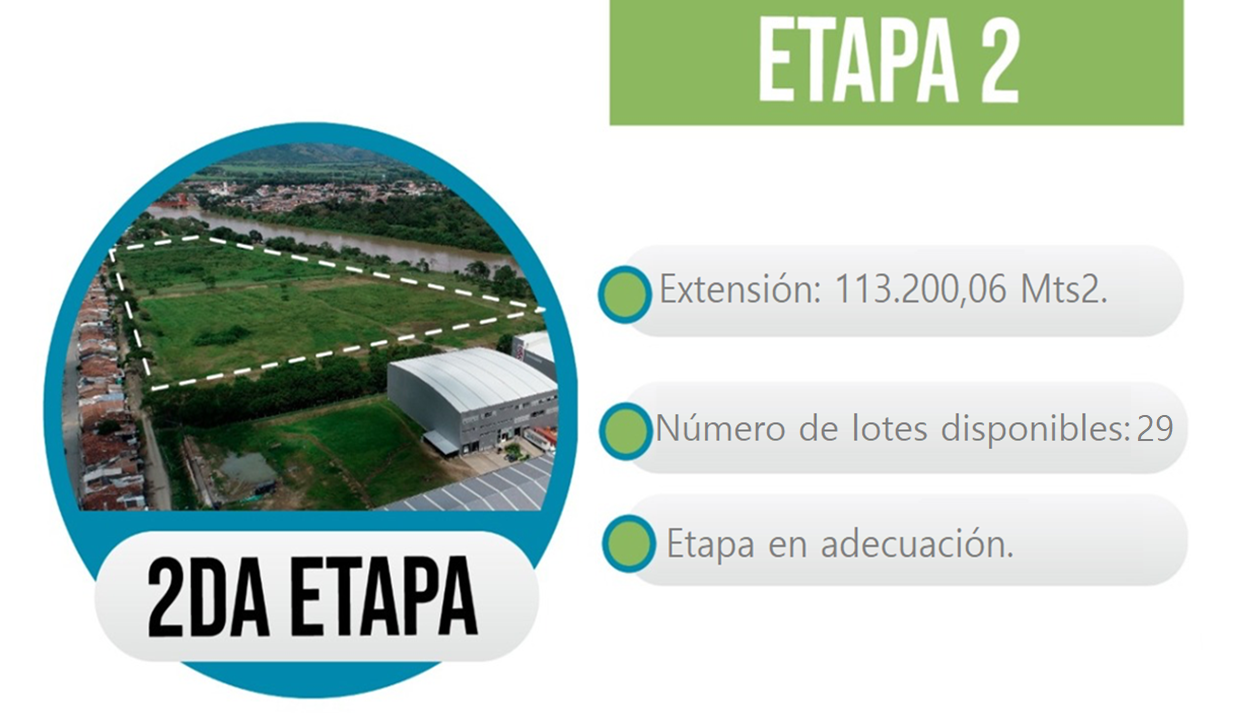 ETAPA 2
Extensión: 113.200,06 Mts2.
Número de lotes disponibles: 29
Etapa en adecuación.
2DA ETAPA